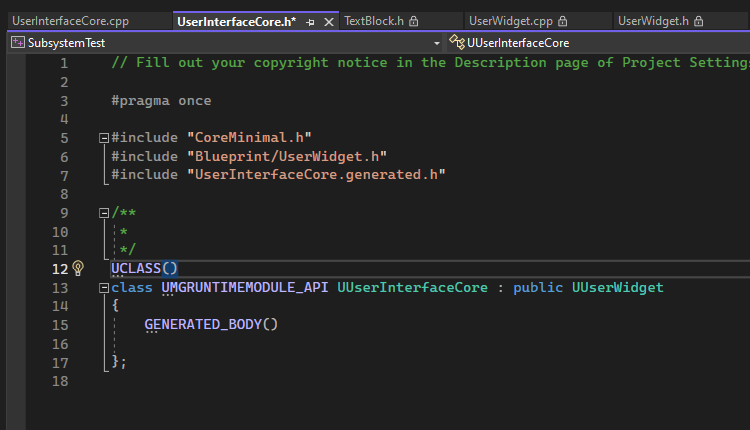 UserInterfaceCore.cpp UserInterfaceCore.h* TextBlock.h UserWidget.cpp UserWidget.h
SubsystemTest UUserInterfaceCore
1 // Fill out your copyright notice in the Description page of Project Settings
2
3 #pragma once
4
5 #include "CoreMinimal.h"
6 #include "Blueprint/UserWidget.h"
7 #include "UserInterfaceCore.generated.h"
8
9 /**
10 *
11 */
12 UCLASS()
13 class UMGRUNTIMEMODULE_API UUserInterfaceCore : public UUserWidget
14 {
15 GENERATED_BODY()
16
17 };
18